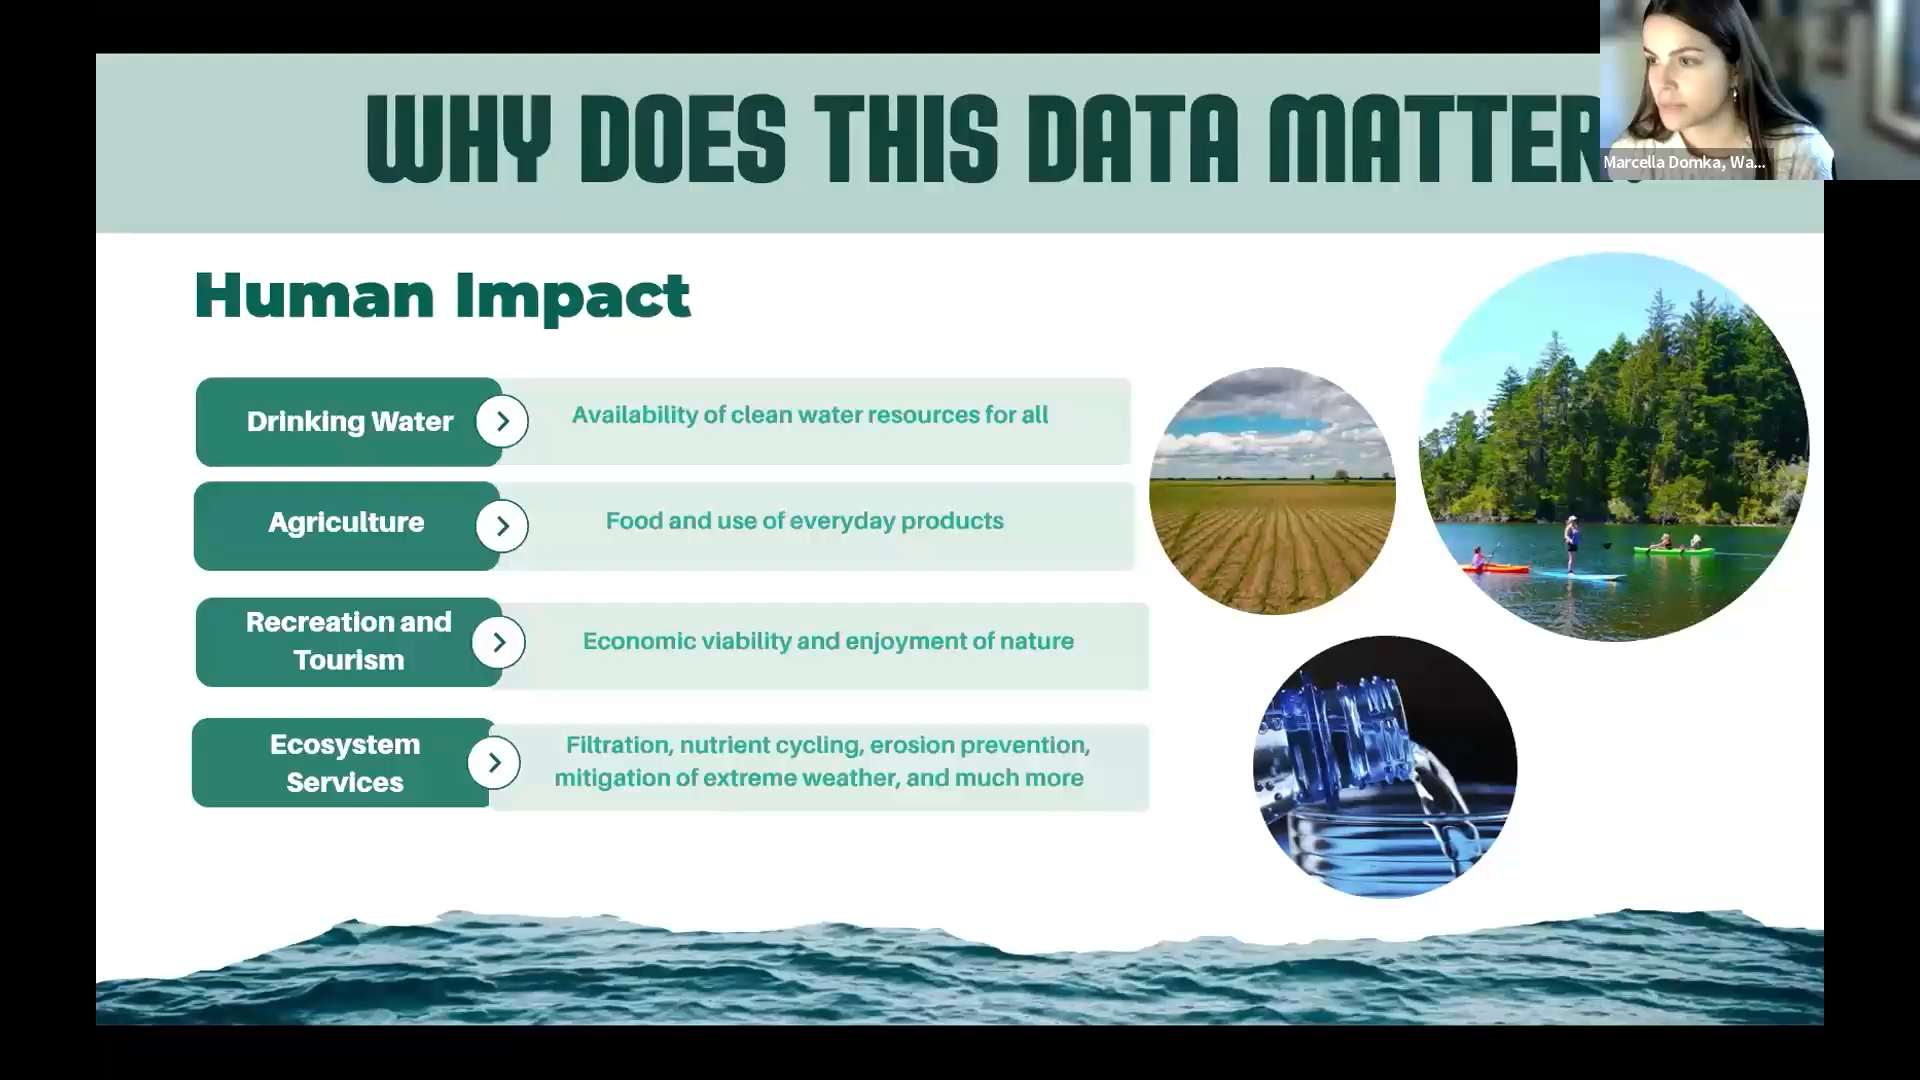 WHY DOES THIS DATA MATTER
Marcella Domka, Wa...
Human Impact
Drinking Water
Availability of clean water resources for all
Agriculture
Food and use of everyday products
Recreation and
Tourism
Economic viability and enjoyment of nature
Ecosystem
Services
Filtration, nutrient cycling, erosion prevention,
mitigation of extreme weather, and much more